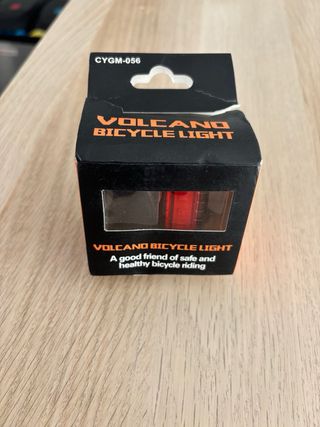 CYGM-056
VOLCANO
BICYCLE LIGHT
VOLCANO BICYCLE LIGHT
A good friend of safe and
healthy bicycle riding